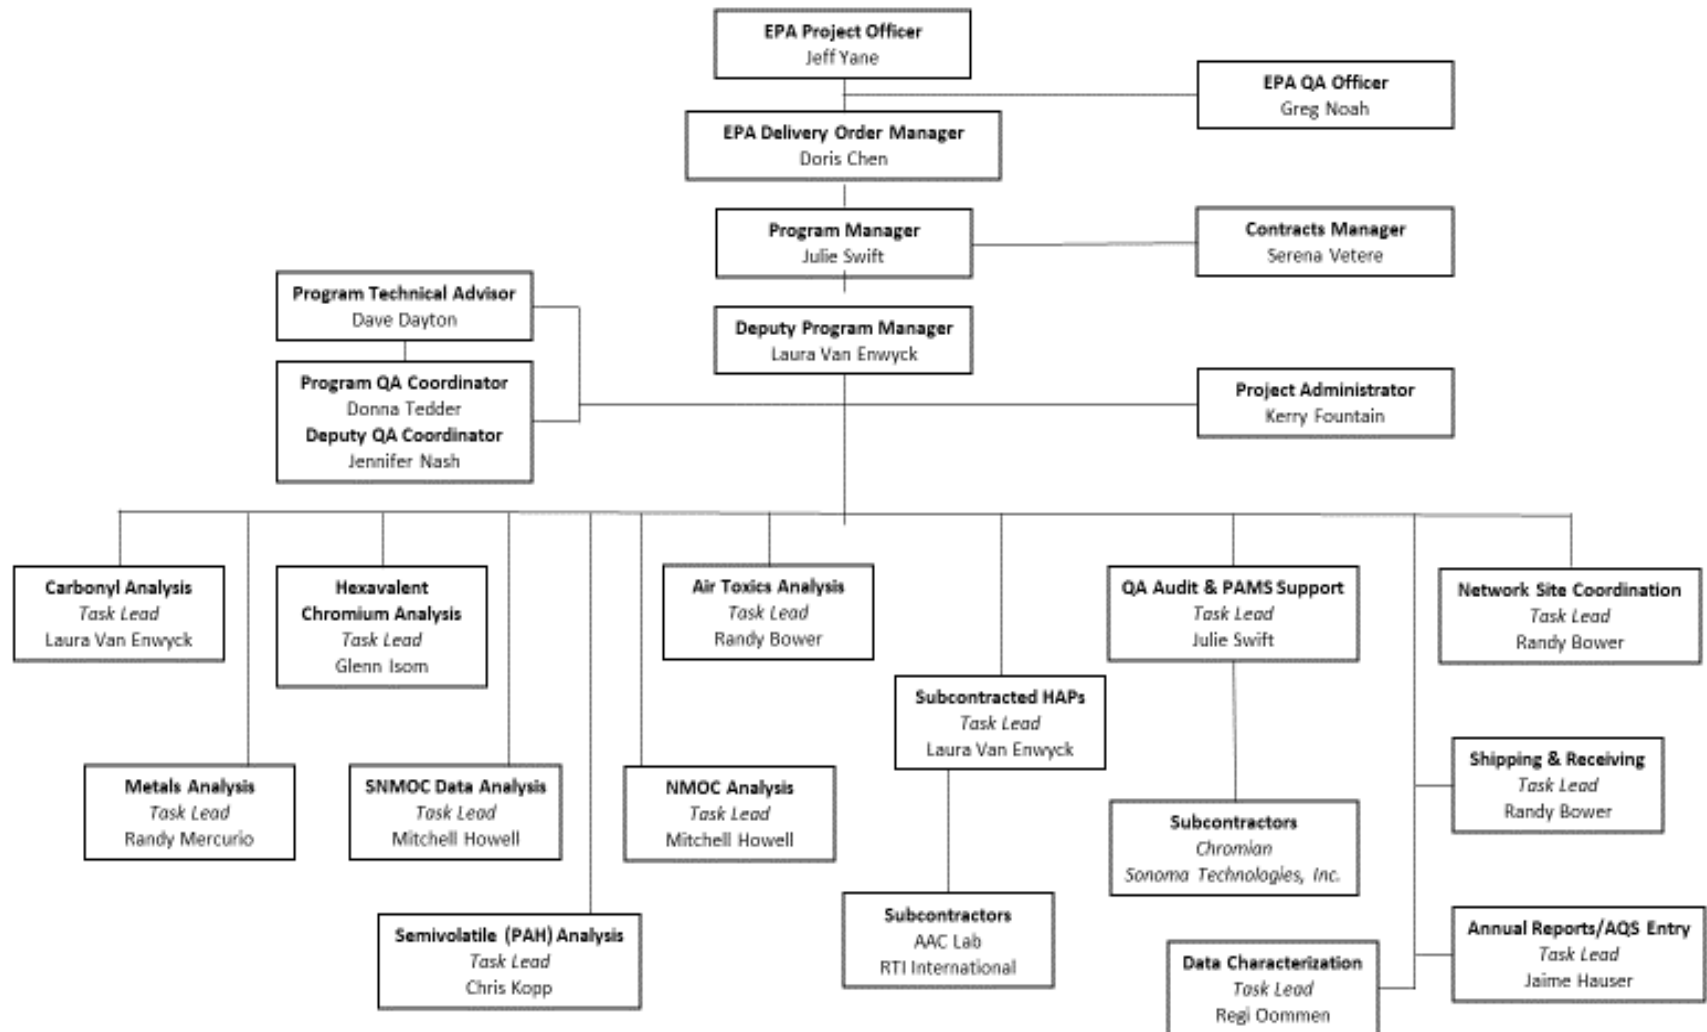 EPA Project Officer
Jeff Yane
EPA QA Officer
Greg Noah
EPA Delivery Order Manager
Doris Chen
Program Manager
Julie Swift
Contracts Manager
Serena Vetere
Program Technical Advisor
Dave Dayton
Deputy Program Manager
Laura Van Enwyck
Program QA Coordinator
Donna Tedder
Deputy QA Coordinator
Jennifer Nash
Project Administrator
Kerry Fountain
Carbonyl Analysis
Task Lead
Laura Van Enwyck
Hexavalent
Chromium Analysis
Task Lead
Glenn Isom
Air Toxics Analysis
Task Lead
Randy Bower
QA Audit & PAMS Support
Task Lead
Julie Swift
Network Site Coordination
Task Lead
Randy Bower
Subcontracted HAPs
Task Lead
Laura Van Enwyck
Metals Analysis
Task Lead
Randy Mercurio
SNMOC Data Analysis
Task Lead
Mitchell Howell
NMOC Analysis
Task Lead
Mitchell Howell
Subcontractors
Chromian
Sonoma Technologies, Inc.
Shipping & Receiving
Task Lead
Randy Bower
Semivolatile (PAH) Analysis
Task Lead
Chris Kopp
Subcontractors
AAC Lab
RTI International
Data Characterization
Task Lead
Regi Oommen
Annual Reports/AQS Entry
Task Lead
Jaime Hauser